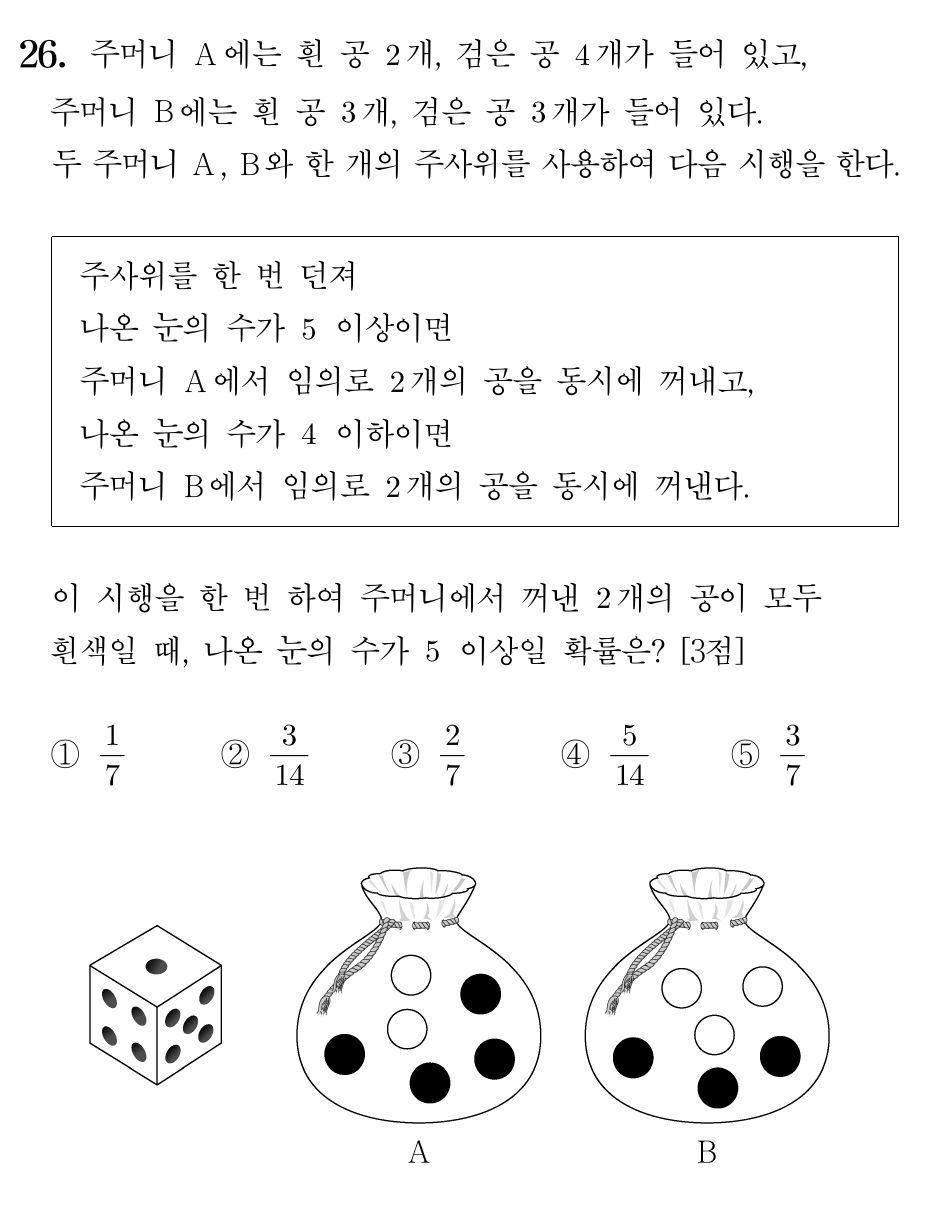 26. 주머니 A에는 흰 공 2개, 검은 공 4개가 들어 있고,
주머니 B에는 흰 공 3개, 검은 공 3개가 들어 있다.
두 주머니 A, B와 한 개의 주사위를 사용하여 다음 시행을 한다.
주사위를 한 번 던져
나온 눈의 수가 5 이상이면
주머니 A에서 임의로 2개의 공을 동시에 꺼내고,
나온 눈의 수가 4 이하이면
주머니 B에서 임의로 2개의 공을 동시에 꺼낸다.
이 시행을 한 번 하여 주머니에서 꺼낸 2개의 공이 모두
흰색일 때, 나온 눈의 수가 5 이상일 확률은? [3점]
① 1/7 ② 3/14 ③ 2/7 ④ 5/14 ⑤ 3/7
A B